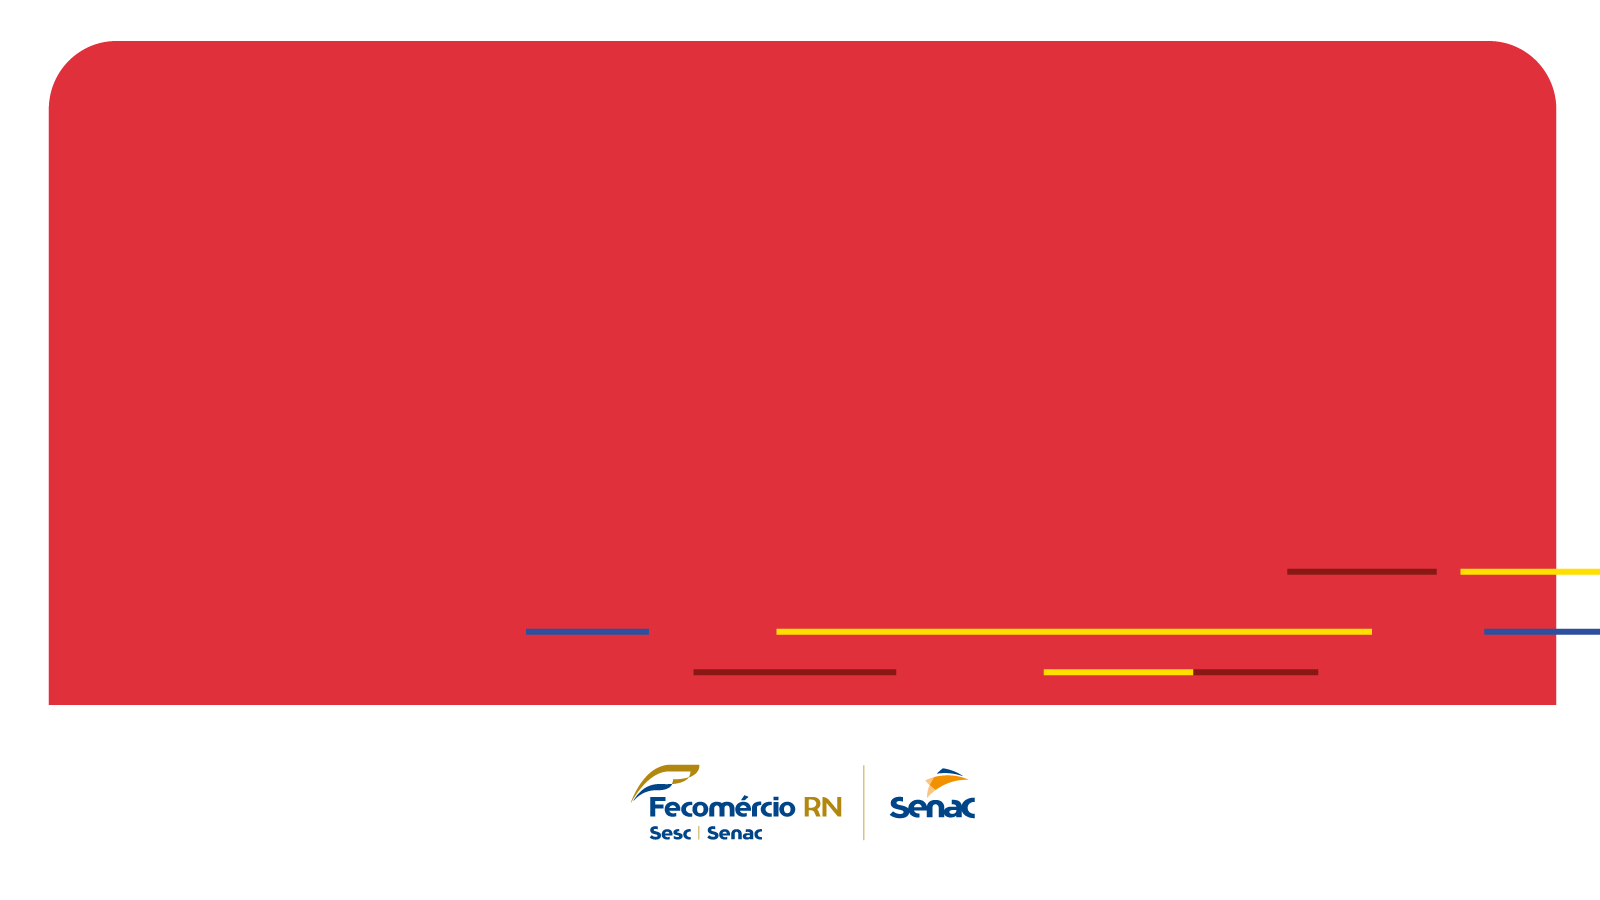 Fecomércio RN
Sesc | Senac
Senac